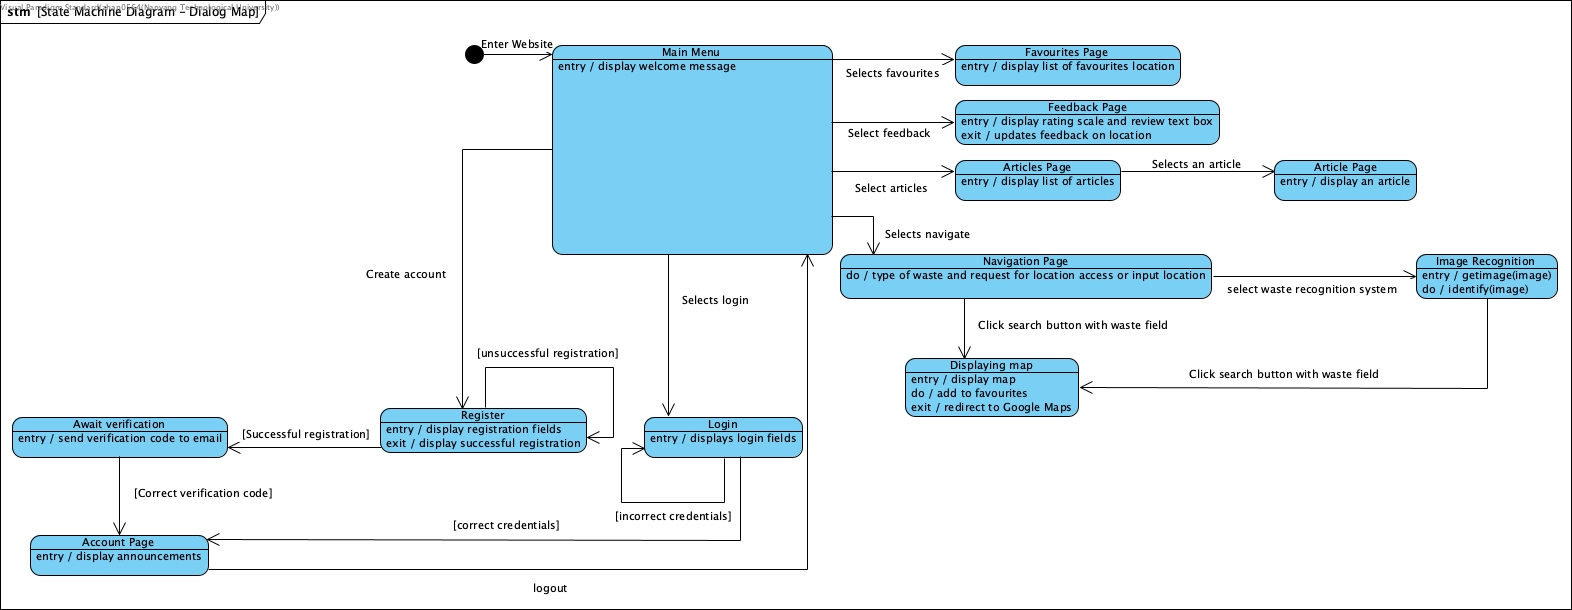 Visual Paradigm Standard(ahan0564(Nanyang Technological University))
stm [State Machine Diagram - Dialog Map]
Enter Website
Main Menu
entry / display welcome message
Selects favourites
Favourites Page
entry / display list of favourites location
Select feedback
Feedback Page
entry / display rating scale and review text box
exit / updates feedback on location
Select articles
Articles Page
entry / display list of articles
Selects an article
Article Page
entry / display an article
Selects navigate
Navigation Page
do / type of waste and request for location access or input location
select waste recognition system
Image Recognition
entry / getimage(image)
do / identify(image)
Create account
Selects login
Click search button with waste field
Displaying map
entry / display map
do / add to favourites
exit / redirect to Google Maps
Click search button with waste field
[unsuccessful registration]
Register
entry / display registration fields
exit / display successful registration
Login
entry / displays login fields
Await verification
entry / send verification code to email
[Successful registration]
[Correct verification code]
[incorrect credentials]
[correct credentials]
Account Page
entry / display announcements
logout